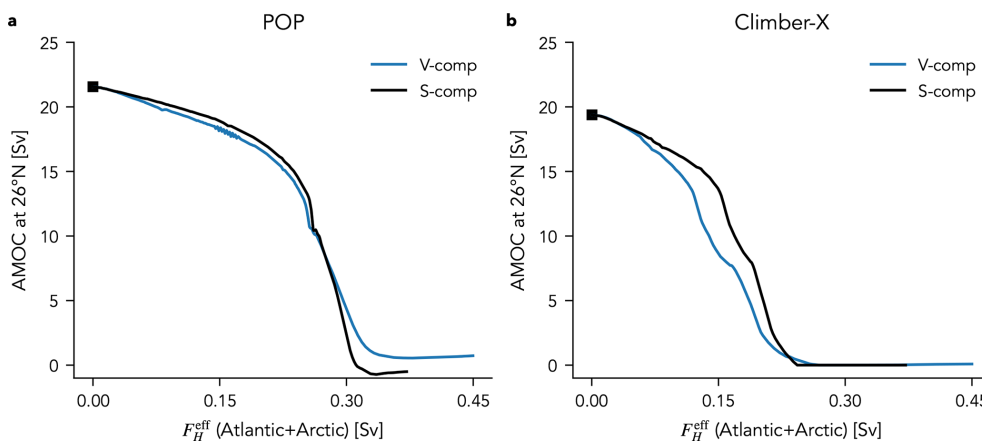 a
POP
25
20
15
10
5
0
AMOC at 26°N [Sv]
V-comp
S-comp
0.00 0.15 0.30 0.45
F_H^eff (Atlantic+Arctic) [Sv]
b
Climber-X
25
20
15
10
5
0
AMOC at 26°N [Sv]
V-comp
S-comp
0.00 0.15 0.30 0.45
F_H^eff (Atlantic+Arctic) [Sv]